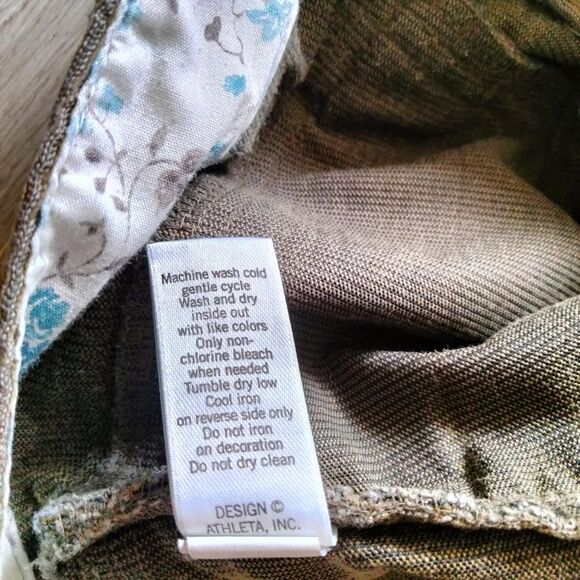 Machine wash cold
gentle cycle
Wash and dry
inside out
with like colors
Only non-
chlorine bleach
when needed
Tumble dry low
Cool iron
on reverse side only
Do not iron
on decoration
Do not dry clean
DESIGN ©
ATHLETA, INC.